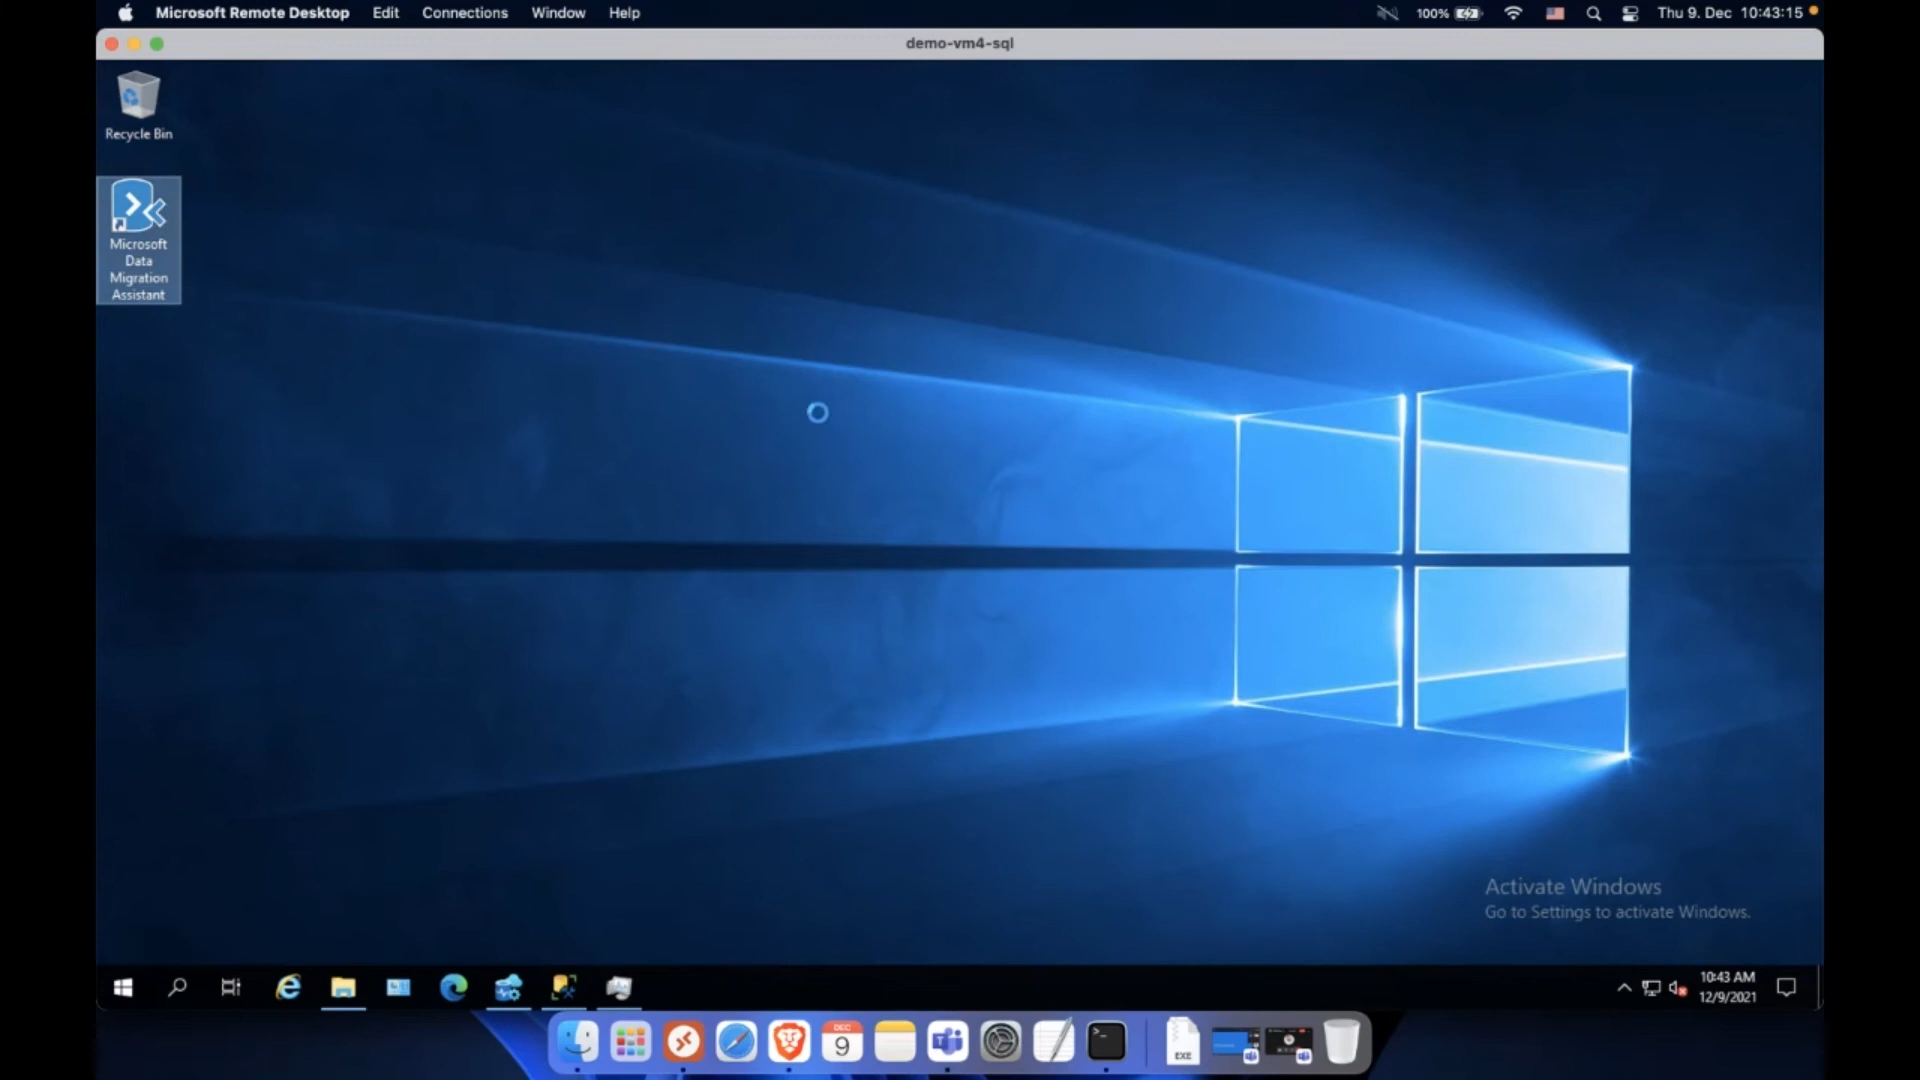 Microsoft Remote Desktop Edit Connections Window Help 100% Thu 9. Dec 10:43:15
demo-vm4-sql
Recycle Bin
Microsoft
Data
Migration
Assistant
Activate Windows
Go to Settings to activate Windows.
10:43 AM
12/9/2021
DEC
9
EXE